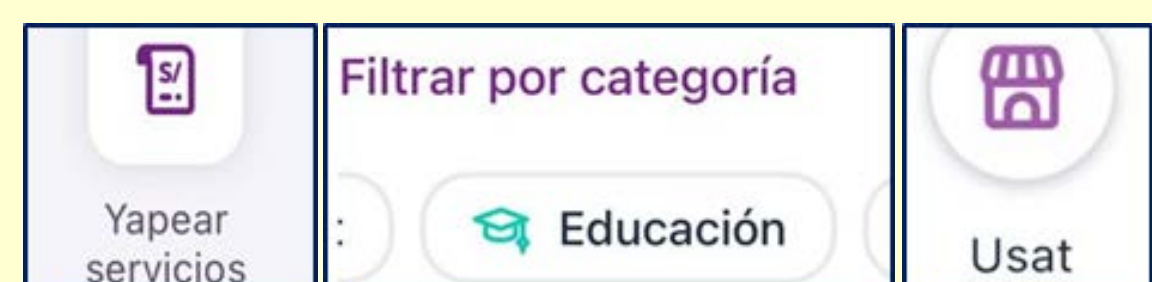 S/
Yapear
servicios
Filtrar por categoría
Educación
Usat